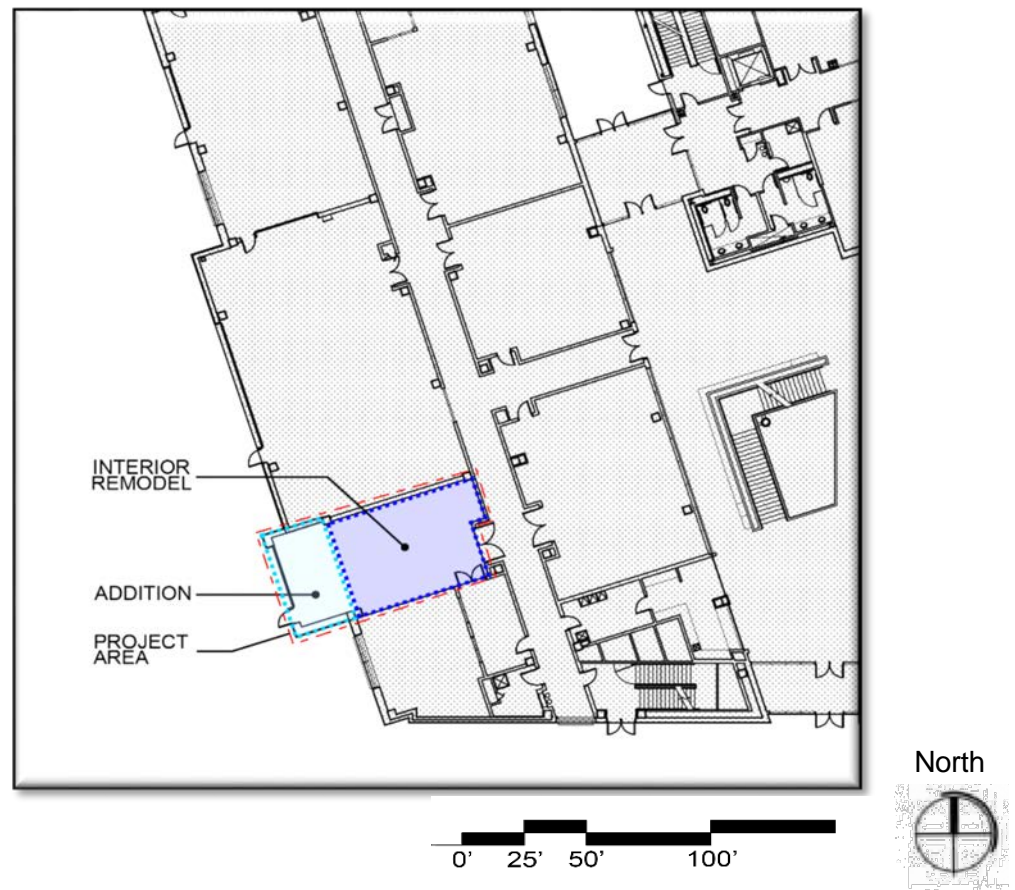 INTERIOR
REMODEL
ADDITION
PROJECT
AREA
North
0' 25' 50' 100'